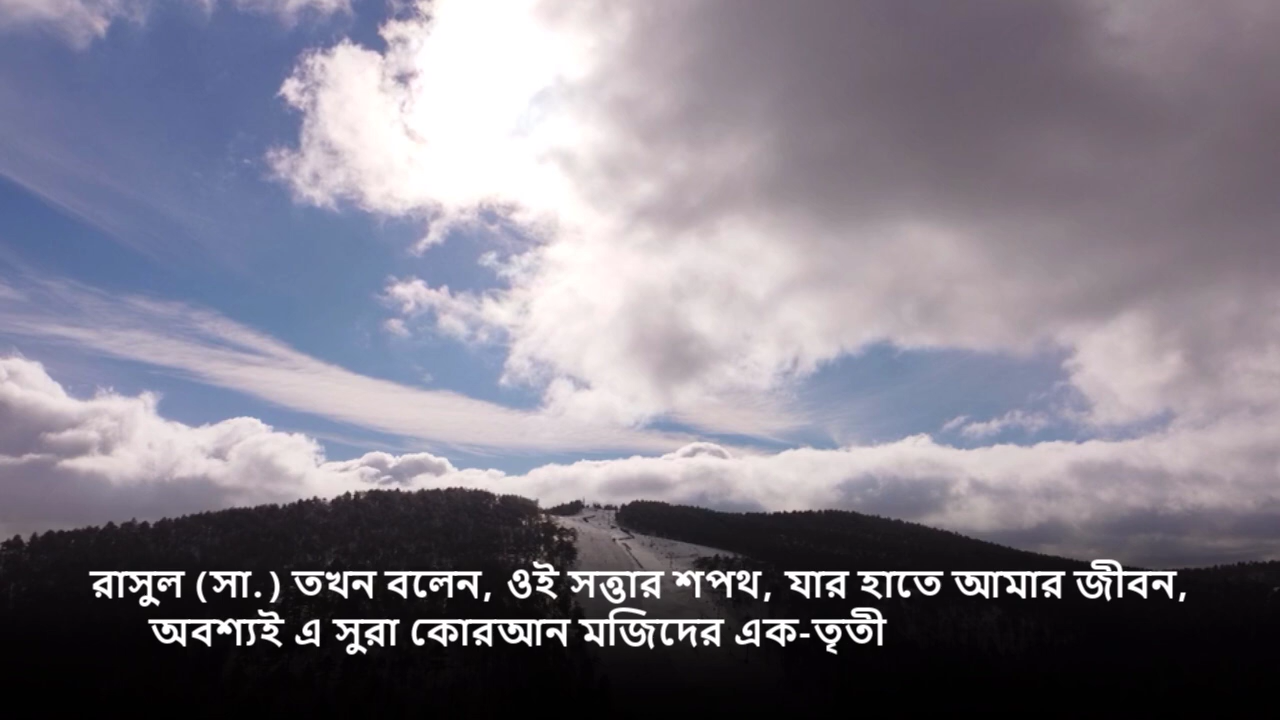 রাসুল (সা.) তখন বলেন, ওই সত্তার শপথ, যার হাতে আমার জীবন,
অবশ্যই এ সুরা কোরআন মজিদের এক-তৃতী